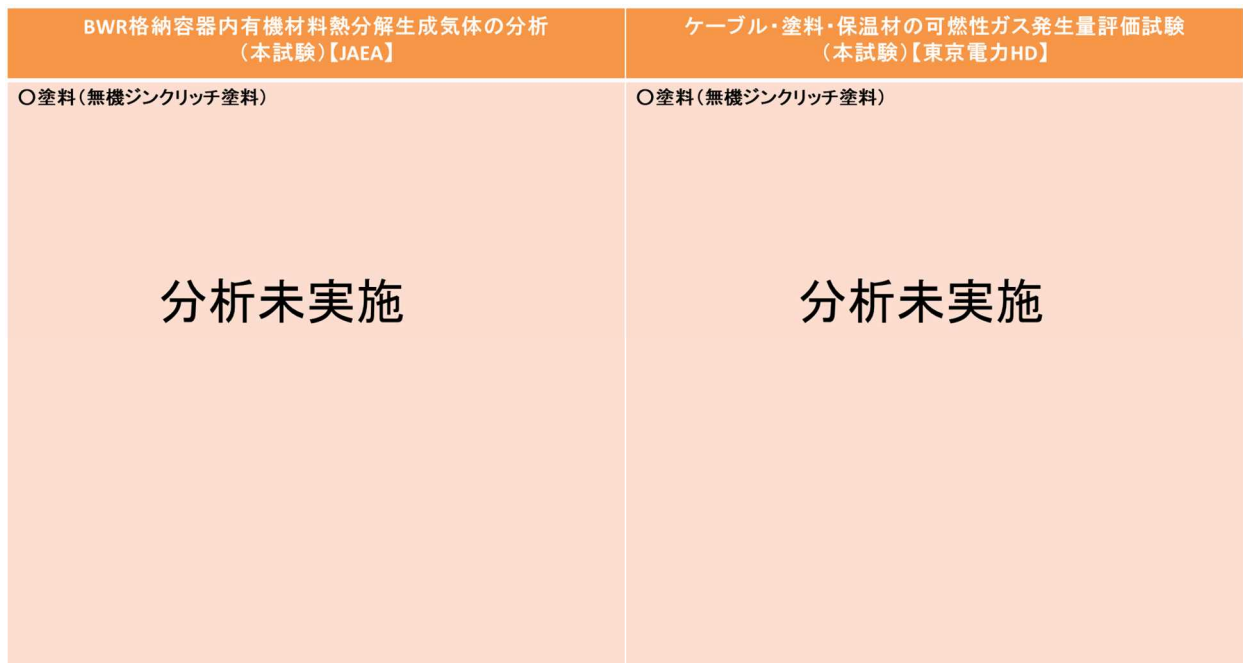 BWR格納容器内有機材料熱分解生成気体の分析
（本試験）【JAEA】
ケーブル・塗料・保温材の可燃性ガス発生量評価試験
（本試験）【東京電力HD】
○塗料（無機ジンクリッチ塗料）
○塗料（無機ジンクリッチ塗料）
分析未実施
分析未実施